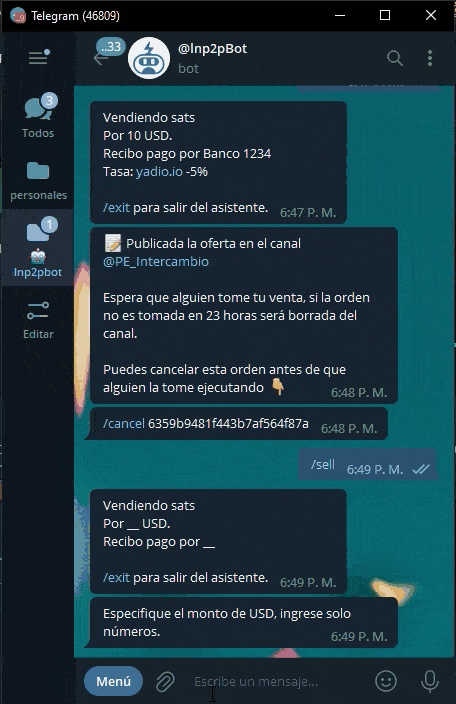 Telegram (46809)
..33
@lnp2pBot
bot
3
Todos
personales
1
lnp2pbot
Editar
Vendiendo sats
Por 10 USD.
Recibo pago por Banco 1234
Tasa: yadio.io -5%
/exit para salir del asistente. 6:47 P. M.
📝 Publicada la oferta en el canal
@PE_Intercambio
Espera que alguien tome tu venta, si la orden
no es tomada en 23 horas será borrada del
canal.
Puedes cancelar esta orden antes de que
alguien la tome ejecutando 👇 6:48 P. M.
/cancel 6359b9481f443b7af564f87a 6:48 P. M.
/sell 6:49 P. M.
Vendiendo sats
Por __ USD.
Recibo pago por __
/exit para salir del asistente. 6:49 P. M.
Especifique el monto de USD, ingrese solo
números. 6:49 P. M.
Menú
Escribe un mensaje...